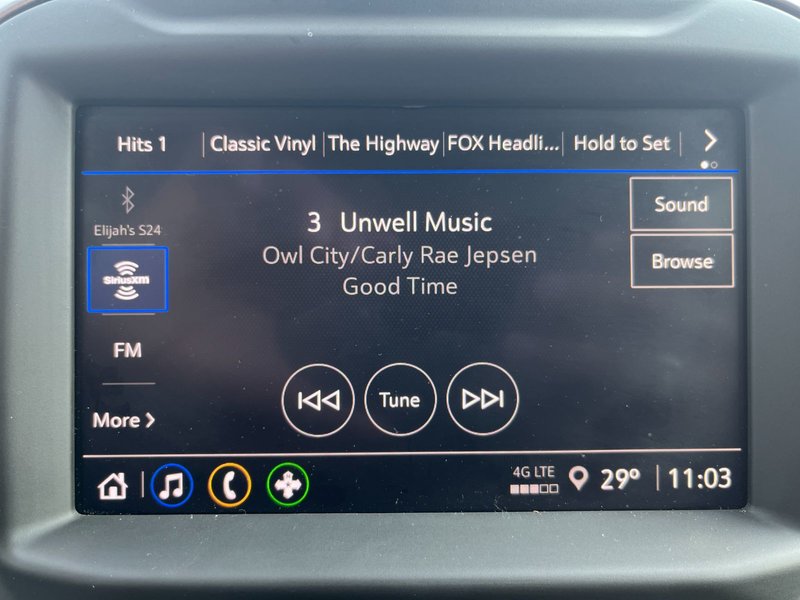 Hits 1
Classic Vinyl
The Highway
FOX Headli...
Hold to Set
Elijah's S24
SiriusXM
FM
More
3 Unwell Music
Owl City/Carly Rae Jepsen
Good Time
Sound
Browse
Tune
4G LTE
29°
11:03